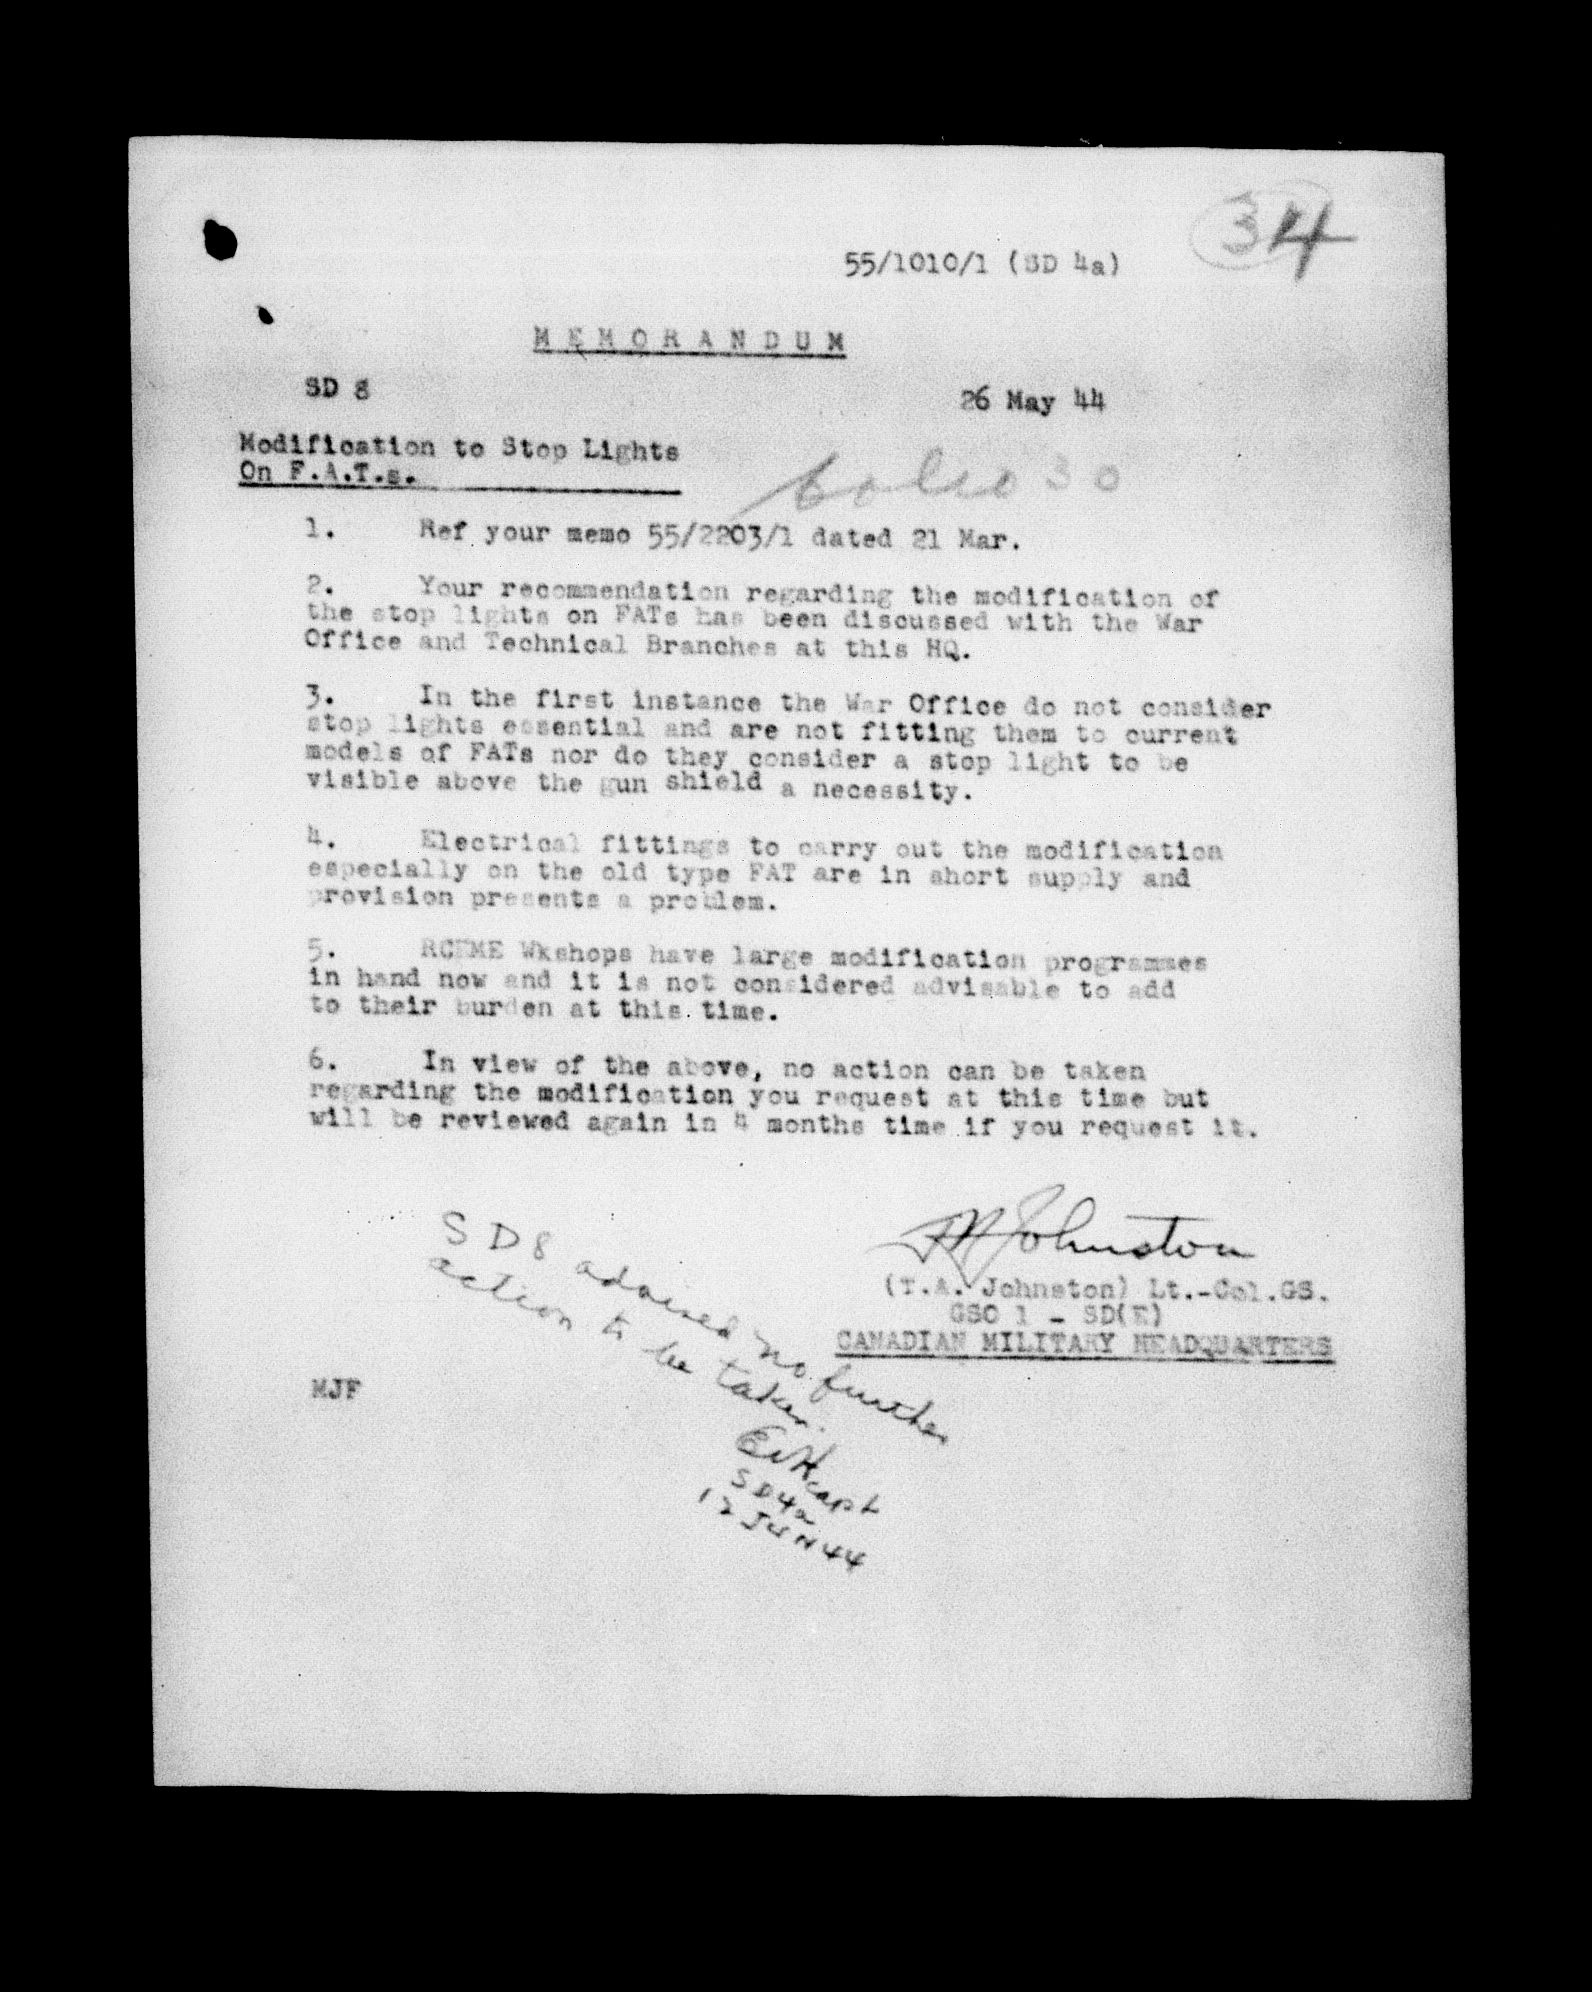 34
55/1010/1 (SD 4a)
MEMORANDUM
SD 8
26 May 44
Modification to Stop Lights
On F.A.T.s.
folio 30
1. Ref your memo 55/2203/1 dated 21 Mar.
2. Your recommendation regarding the modification of
the stop lights on FATs has been discussed with the War
Office and Technical Branches at this HQ.
3. In the first instance the War Office do not consider
stop lights essential and are not fitting them to current
models of FATs nor do they consider a stop light to be
visible above the gun shield a necessity.
4. Electrical fittings to carry out the modification
especially on the old type FAT are in short supply and
provision presents a problem.
5. RCEME Wkshops have large modification programmes
in hand now and it is not considered advisable to add
to their burden at this time.
6. In view of the above, no action can be taken
regarding the modification you request at this time but
will be reviewed again in 4 months time if you request it.
Johnston
(T.A. Johnston) Lt.-Col.GS.
GSO 1 - SD(E)
CANADIAN MILITARY HEADQUARTERS
SD8 advised no further
action to be taken.
Capt
SD4a
12 JUN 44
MJF